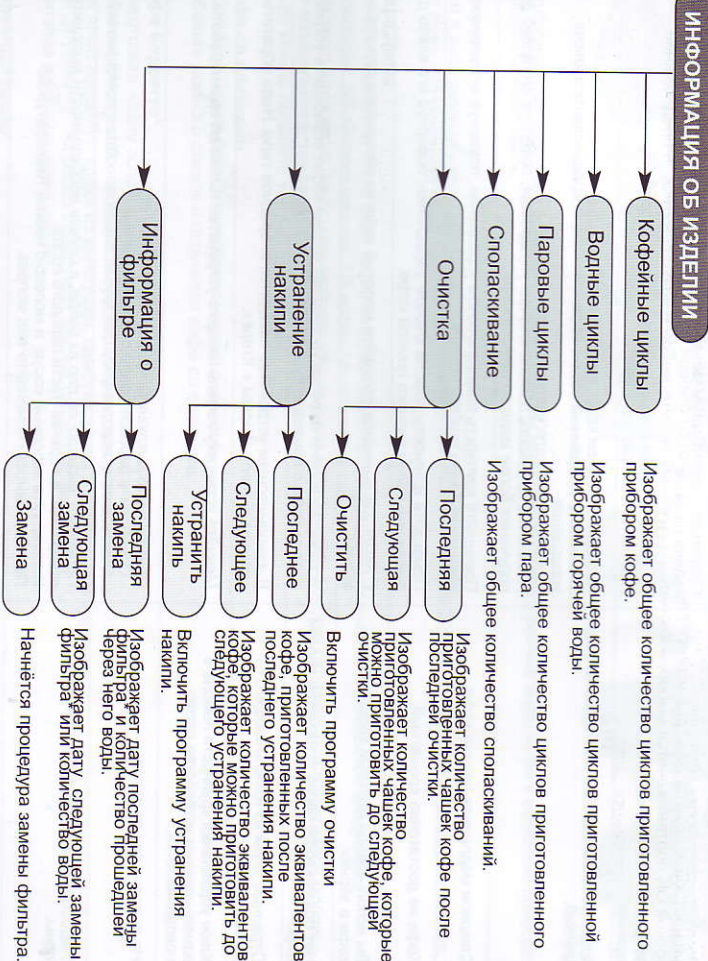 ИНФОРМАЦИЯ ОБ ИЗДЕЛИИ
Кофейные циклы
Изображает общее количество циклов приготовленного
прибором кофе.
Водные циклы
Изображает общее количество циклов приготовленной
прибором горячей воды.
Паровые циклы
Изображает общее количество циклов приготовленного
прибором пара.
Споласкивание
Изображает общее количество споласкиваний.
Очистка
Последняя
Изображает количество
приготовленных чашек кофе после
последней очистки.
Следующая
Изображает количество
приготовленных чашек кофе, которые
можно приготовить до следующей
очистки.
Очистить
Включить программу очистки
Устранение
накипи
Последнее
Изображает количество эквивалентов
кофе, приготовленных после
последнего устранения накипи.
Следующее
Изображает количество эквивалентов
кофе, которые можно приготовить до
следующего устранения накипи.
Устранить
накипь
Включить программу устранения
накипи.
Информация о
фильтре
Последняя
замена
Изображает дату последней замены
фильтра* и количество прошедшей
через него воды.
Следующая
замена
Изображает дату следующей замены
фильтра* или количество воды.
Замена
Начнётся процедура замены фильтра.